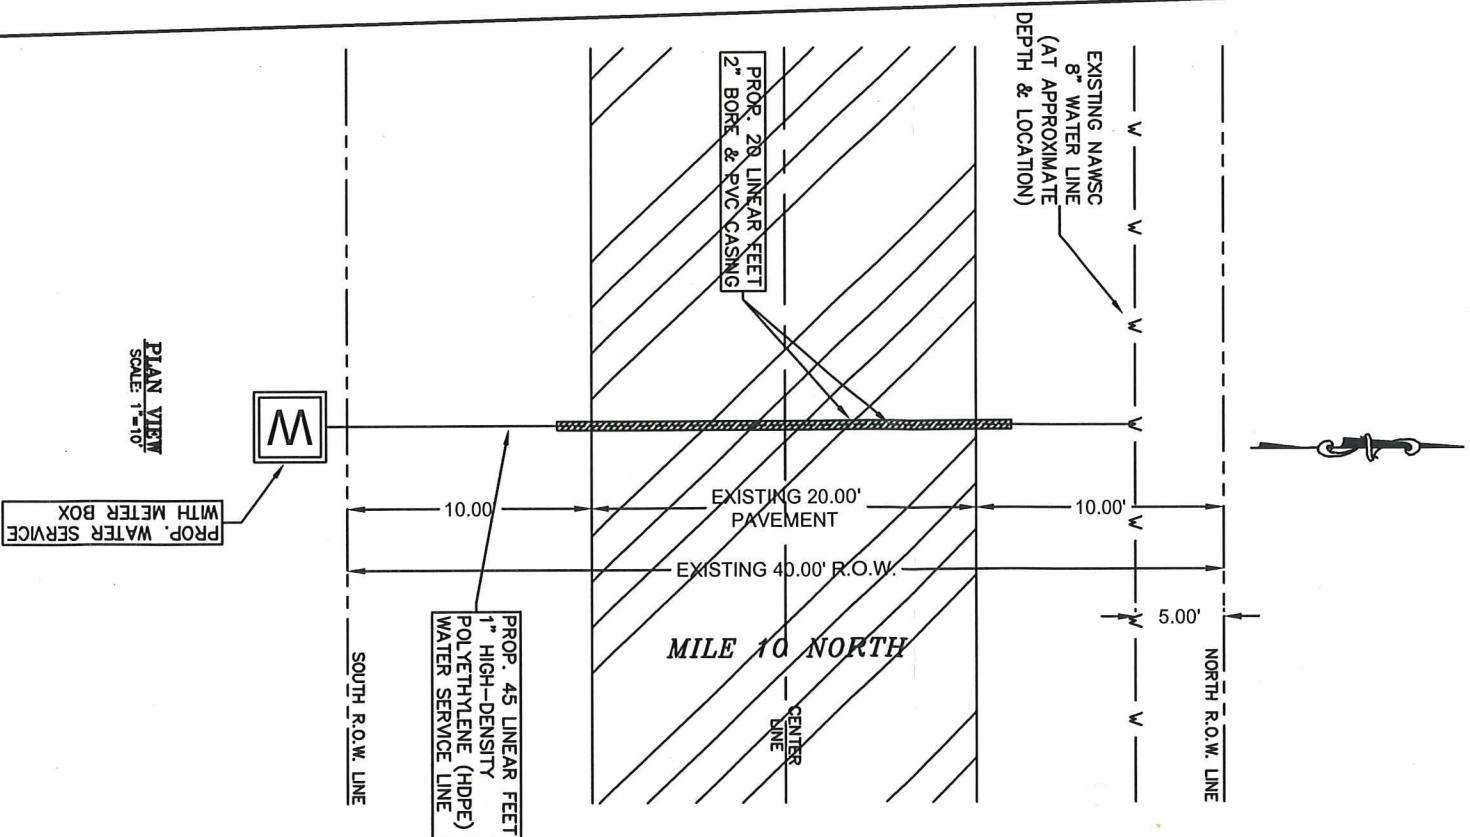 EXISTING NAWSC
8" WATER LINE
(AT APPROXIMATE
DEPTH & LOCATION)
PROP. 20 LINEAR FEET
2" BORE & PVC CASING
W
W
W
W
W
W
W
PLAN VIEW
SCALE: 1"=10'
W
PROP. WATER SERVICE
WITH METER BOX
10.00'
EXISTING 20.00'
PAVEMENT
10.00'
EXISTING 40.00' R.O.W.
5.00'
MILE 10 NORTH
PROP. 45 LINEAR FEET
1" HIGH-DENSITY
POLYETHYLENE (HDPE)
WATER SERVICE LINE
SOUTH R.O.W. LINE
CENTER
LINE
NORTH R.O.W. LINE